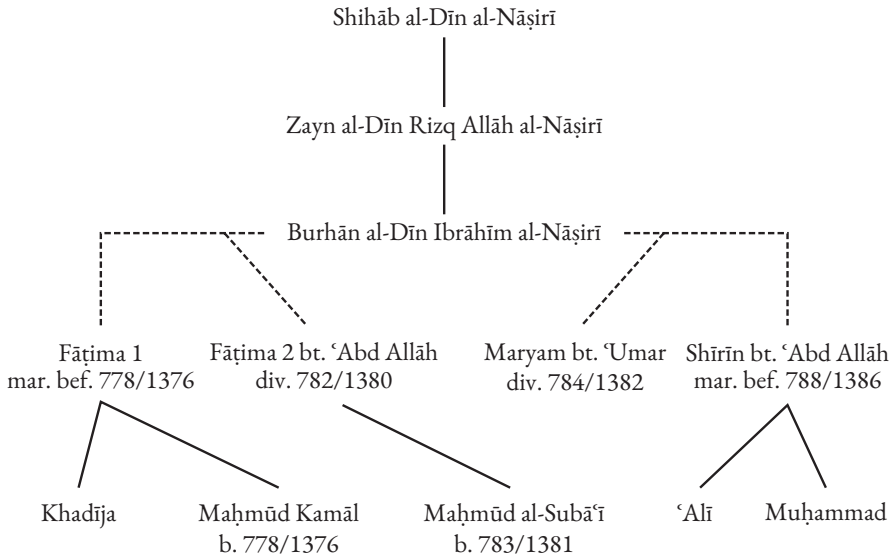 Shihāb al-Dīn al-Nāṣirī
Zayn al-Dīn Rizq Allāh al-Nāṣirī
Burhān al-Dīn Ibrāhīm al-Nāṣirī
Fāṭima 1
mar. bef. 778/1376
Fāṭima 2 bt. ʿAbd Allāh
div. 782/1380
Maryam bt. ʿUmar
div. 784/1382
Shīrīn bt. ʿAbd Allāh
mar. bef. 788/1386
Khadīja
Maḥmūd Kamāl
b. 778/1376
Maḥmūd al-Subāʿī
b. 783/1381
ʿAlī
Muḥammad